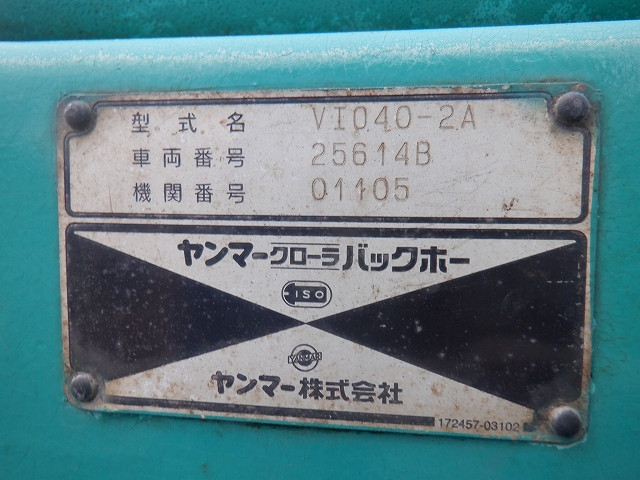 型式名 VIO40-2A
車両番号 25614B
機関番号 01105
ヤンマークローラバックホー
ISO
YANMAR
ヤンマー株式会社
172457-03102